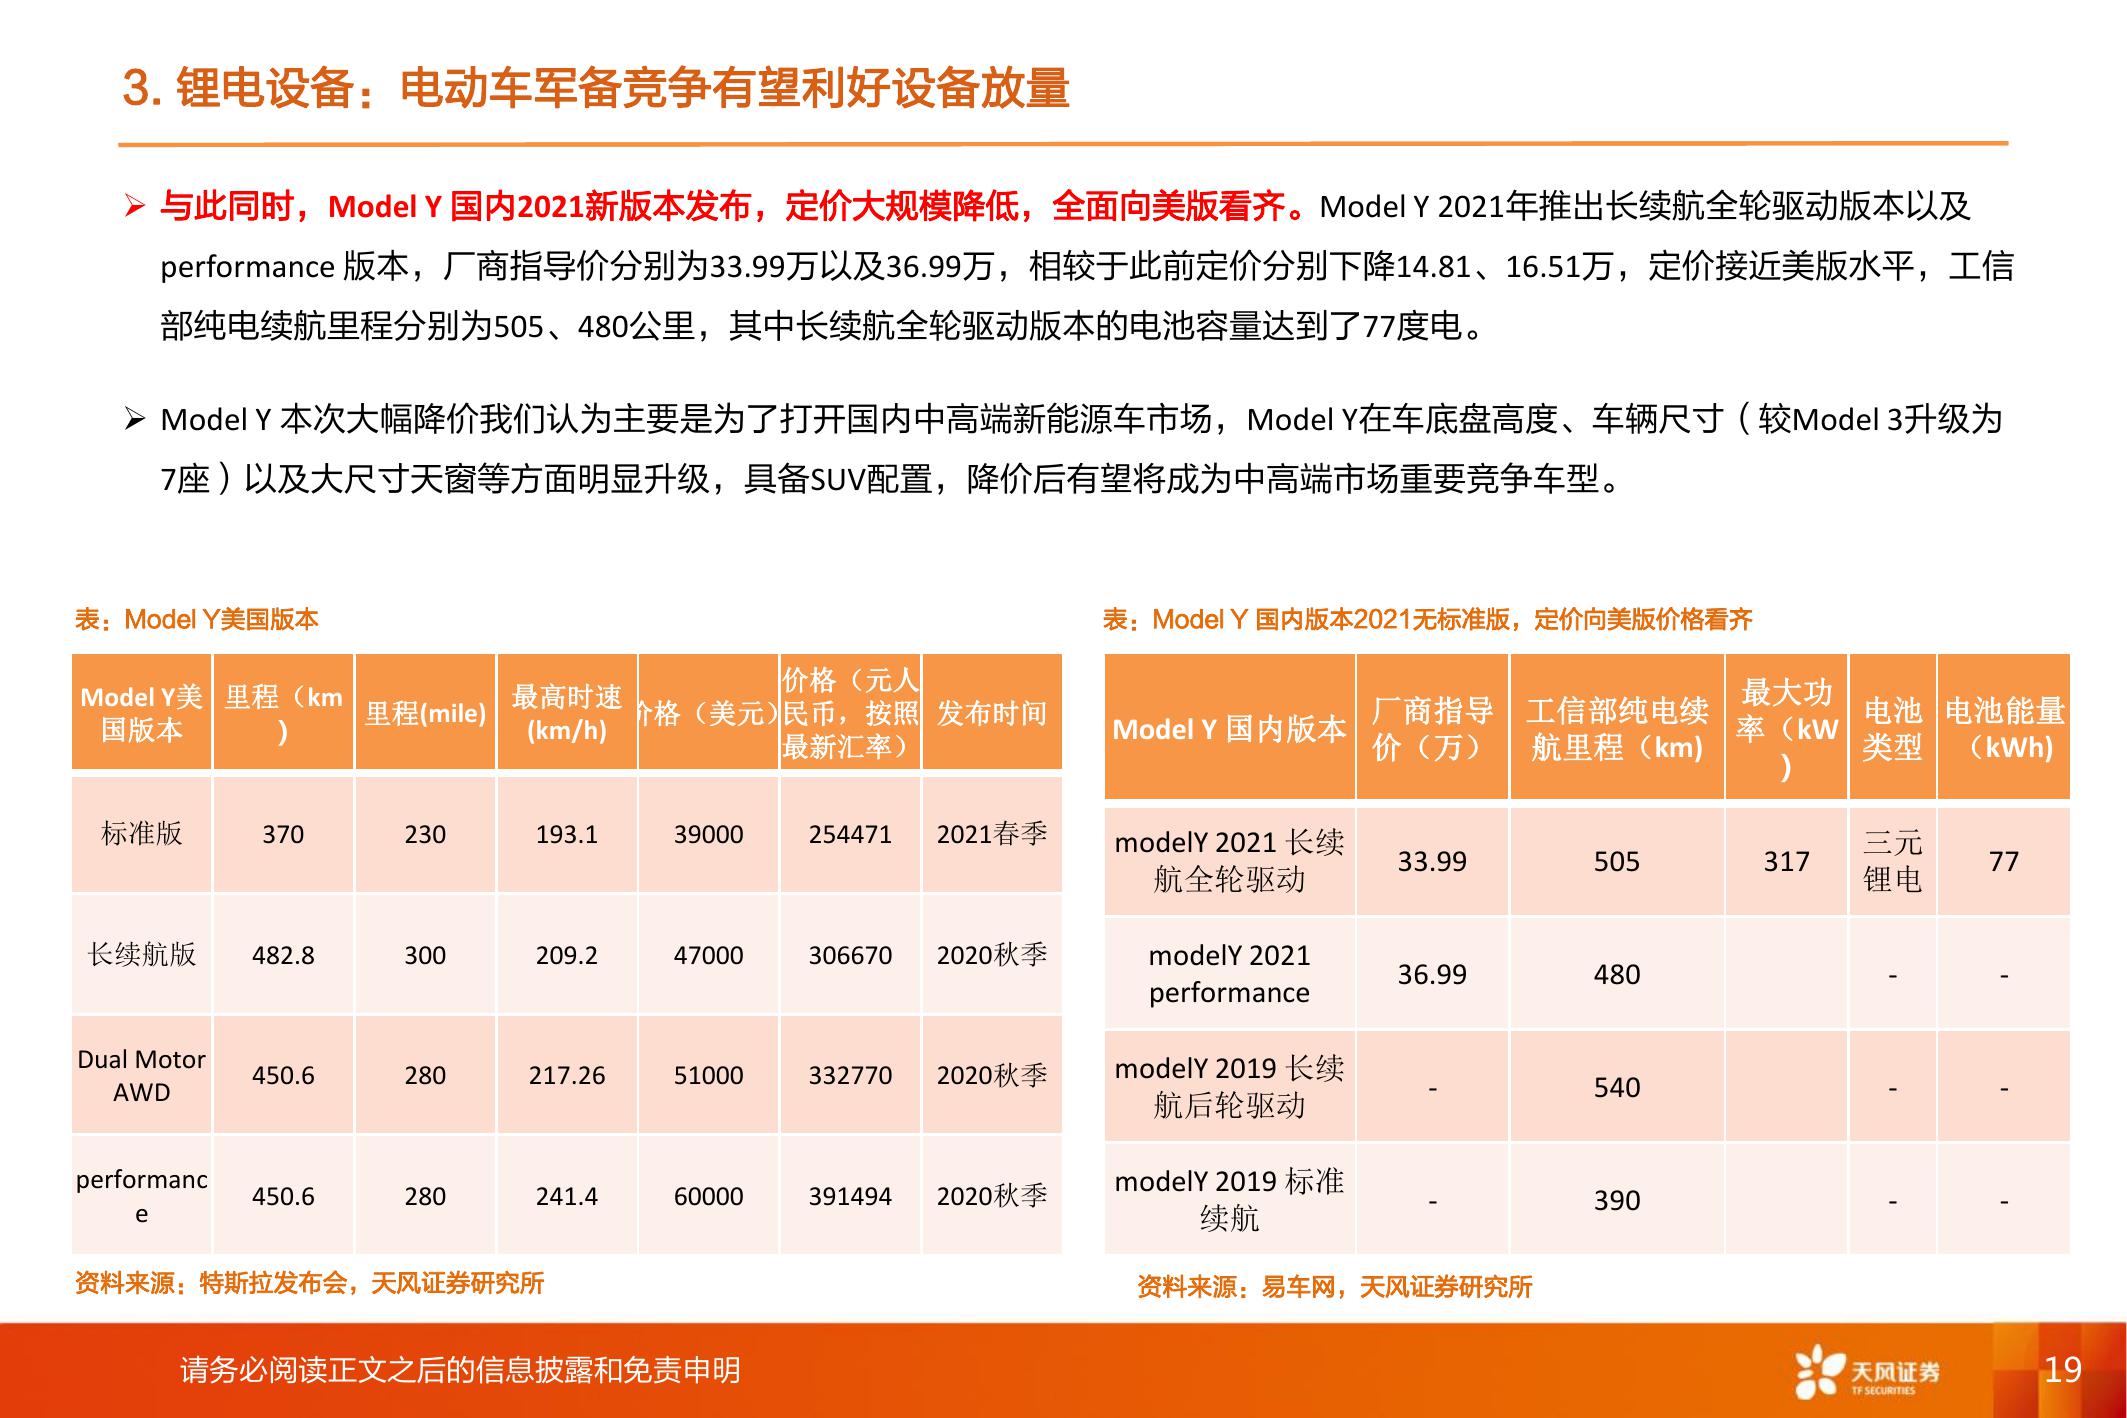 3. 锂电设备：电动车军备竞争有望利好设备放量
➢ 与此同时，Model Y 国内2021新版本发布，定价大规模降低，全面向美版看齐。Model Y 2021年推出长续航全轮驱动版本以及
performance 版本，厂商指导价分别为33.99万以及36.99万，相较于此前定价分别下降14.81、16.51万，定价接近美版水平，工信
部纯电续航里程分别为505、480公里，其中长续航全轮驱动版本的电池容量达到了77度电。
➢ Model Y 本次大幅降价我们认为主要是为了打开国内中高端新能源车市场，Model Y在车底盘高度、车辆尺寸（较Model 3升级为
7座）以及大尺寸天窗等方面明显升级，具备SUV配置，降价后有望将成为中高端市场重要竞争车型。
表：Model Y美国版本
Model Y美国版本 里程（km） 里程(mile) 最高时速(km/h) 价格（美元） 价格（元人民币，按照最新汇率） 发布时间
标准版 370 230 193.1 39000 254471 2021春季
长续航版 482.8 300 209.2 47000 306670 2020秋季
Dual Motor AWD 450.6 280 217.26 51000 332770 2020秋季
performance 450.6 280 241.4 60000 391494 2020秋季
资料来源：特斯拉发布会，天风证券研究所
表：Model Y 国内版本2021无标准版，定价向美版价格看齐
Model Y 国内版本 厂商指导价（万） 工信部纯电续航里程（km) 最大功率（kW） 电池类型 电池能量（kWh)
modelY 2021 长续航全轮驱动 33.99 505 317 三元锂电 77
modelY 2021 performance 36.99 480 - -
modelY 2019 长续航后轮驱动 - 540 - -
modelY 2019 标准续航 - 390 - -
资料来源：易车网，天风证券研究所
请务必阅读正文之后的信息披露和免责申明
天风证券
TF SECURITIES
19